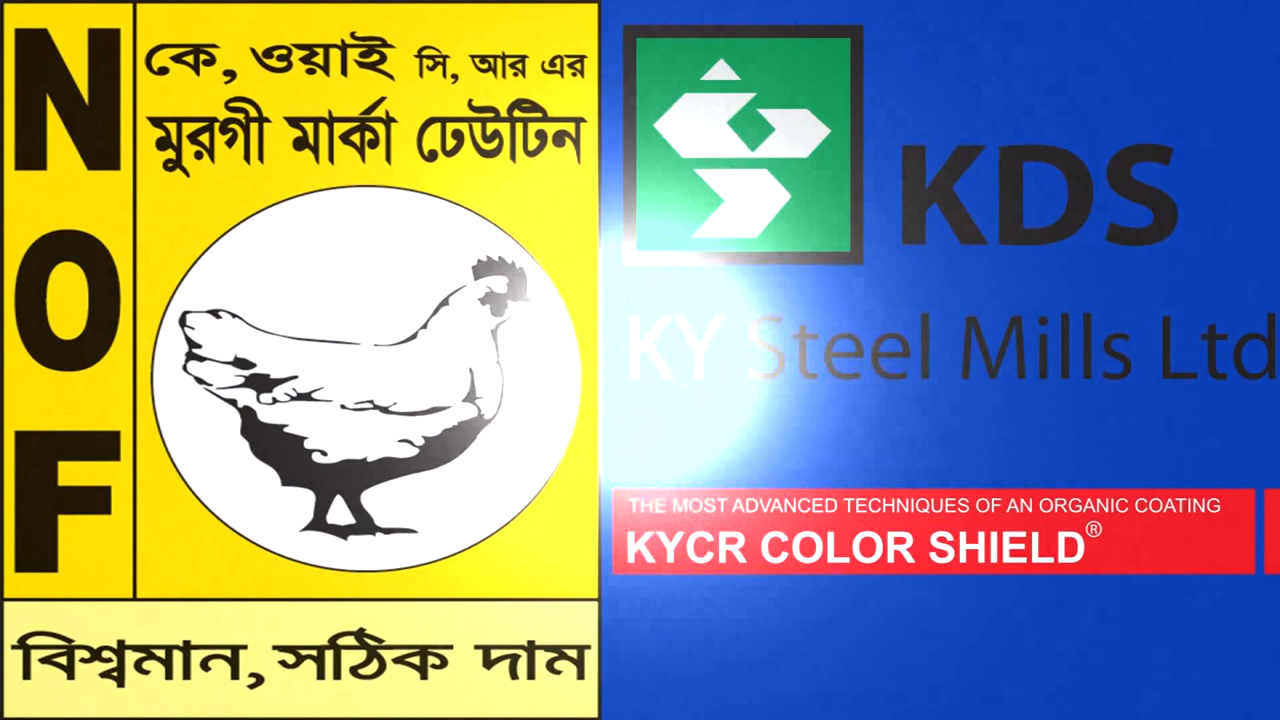 NOF
কে, ওয়াই সি, আর এর
মুরগী মার্কা ঢেউটিন
বিশ্বমান, সঠিক দাম
KDS
KY Steel Mills Ltd
THE MOST ADVANCED TECHNIQUES OF AN ORGANIC COATING
KYCR COLOR SHIELD®